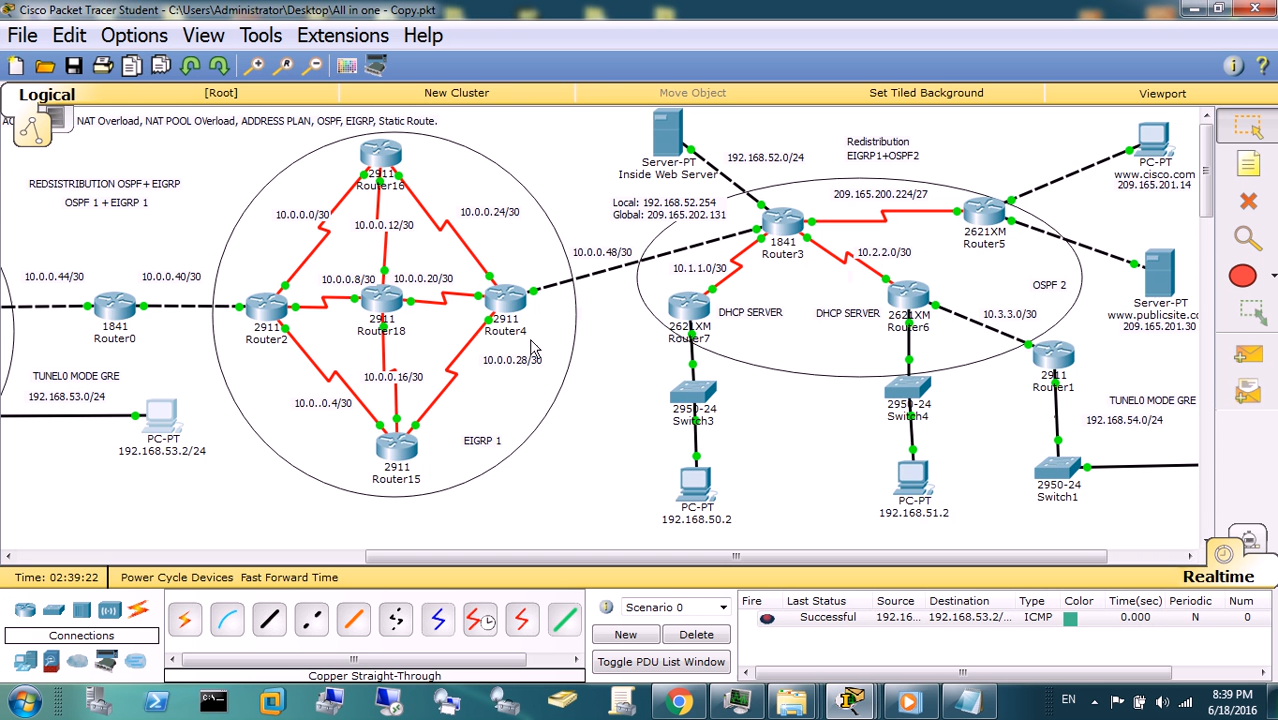 Cisco Packet Tracer Student - C:\Users\Administrator\Desktop\All in one - Copy.pkt
File Edit Options View Tools Extensions Help
Logical
[Root]
New Cluster
Move Object
Set Tiled Background
Viewport
NAT Overload, NAT POOL OVerload, ADDRESS PLAN, OSPF, EIGRP, Static Route.
REDSISTRIBUTION OSPF+ EIGRP
OSPF 1 +EIGRP 1
10.0.0.44/30
10.0.0.40/30
1841
Router0
TUNEL0 MODE GRE
192.168.53.0/24
PC-PT
192.168.53.2/24
2911
Router16
10.0.0.0/30
10.0.0.12/30
10.0.0.24/30
10.0.0.8/30
10.0.0.20/30
2911
Router2
2911
Router18
2911
Router4
10.0.0.28/30
10.0.0.16/30
10.0..0.4/30
EIGRP 1
2911
Router15
10.0.0.48/30
Server-PT
Inside Web Server
192.168.52.0/24
Local: 192.168.52.254
Global: 209.165.202.131
Redistribution
EIGRP1+OSPF2
209.165.200.224/27
1841
Router3
2621XM
Router5
PC-PT
www.cisco.com
209.165.201.14
10.1.1.0/30
10.2.2.0/30
OSPF 2
2621XM
Router7
DHCP SERVER
DHCP SERVER
2621XM
Router6
10.3.3.0/30
Server-PT
www.publicsite.c
209.165.201.30
2911
Router1
2950-24
Switch3
2950-24
Switch4
TUNEL0 MODE GRE
192.168.54.0/24
2950-24
Switch1
PC-PT
192.168.50.2
PC-PT
192.168.51.2
Time: 02:39:22
Power Cycle Devices Fast Forward Time
Realtime
Connections
Copper Straight-Through
Scenario 0
New
Delete
Toggle PDU List Window
Fire Last Status Source Destination Type Color Time(sec) Periodic Num
Successful 192.16... 192.168.53.2/... ICMP 0.000 N 0
EN
8:39 PM
6/18/2016